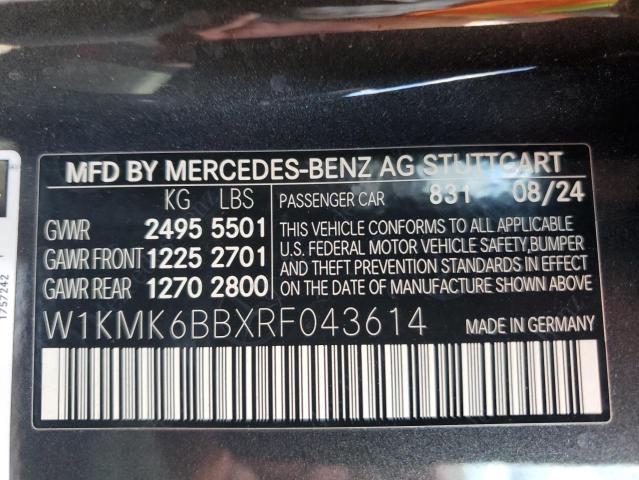 MFD BY MERCEDES-BENZ AG STUTTGART
KG LBS
GVWR 2495 5501
GAWR FRONT 1225 2701
GAWR REAR 1270 2800
PASSENGER CAR 831 08/24
THIS VEHICLE CONFORMS TO ALL APPLICABLE
U.S. FEDERAL MOTOR VEHICLE SAFETY, BUMPER
AND THEFT PREVENTION STANDARDS IN EFFECT
ON THE DATE OF MANUFACTURE SHOWN ABOVE
W1KMK6BBXRF043614 MADE IN GERMANY
1757242